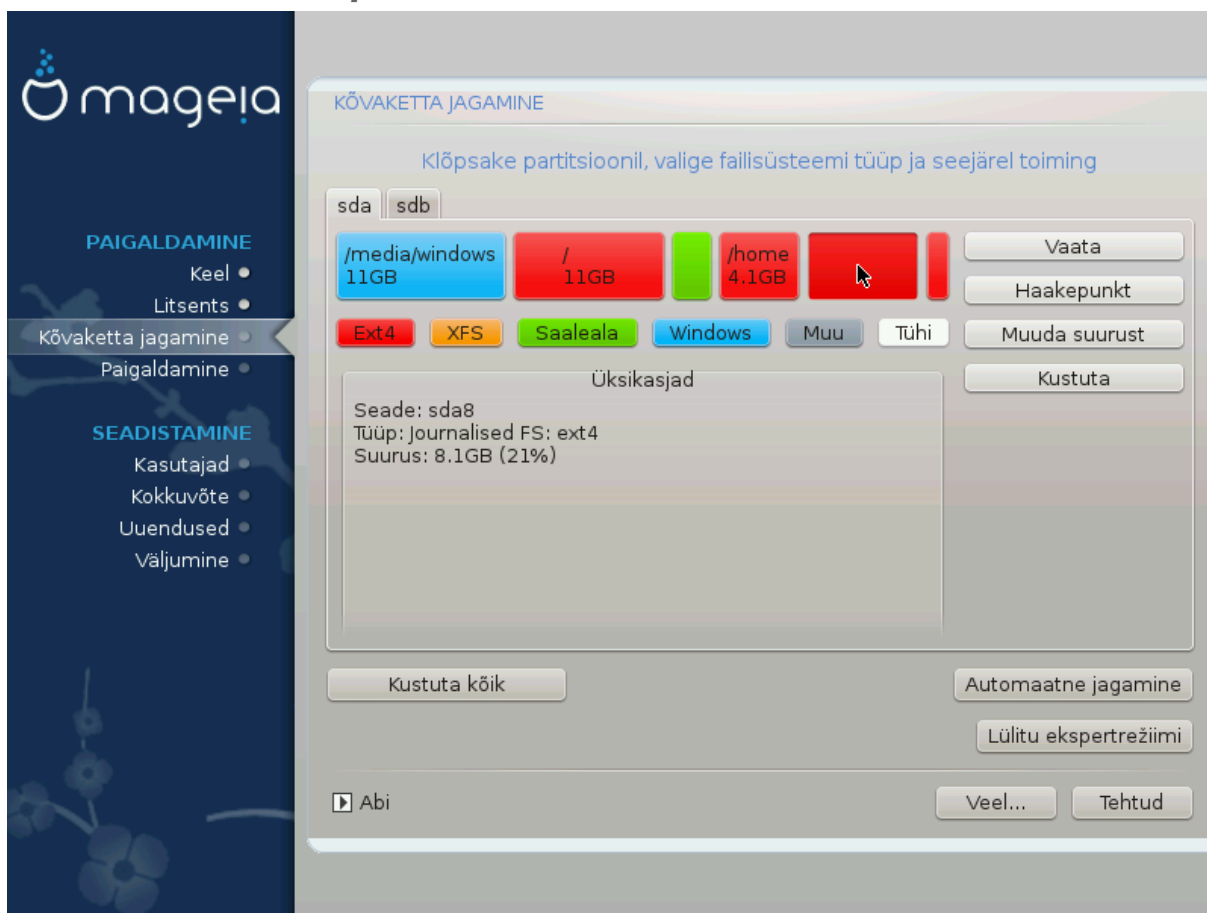 mageia
PAIGALDAMINE
Keel
Litsents
Kõvaketta jagamine
Paigaldamine
SEADISTAMINE
Kasutajad
Kokkuvõte
Uuendused
Väljumine
KÕVAKETTA JAGAMINE
Klõpsake partitsioonil, valige failisüsteemi tüüp ja seejärel toiming
sda sdb
/media/windows
11GB
/
11GB
/home
4.1GB
Ext4 XFS Saaleala Windows Muu Tühi
Üksikasjad
Seade: sda8
Tüüp: Journalised FS: ext4
Suurus: 8.1GB (21%)
Vaata
Haakepunkt
Muuda suurust
Kustuta
Kustuta kõik
Automaatne jagamine
Lülitu ekspertrežiimi
Abi
Veel... Tehtud